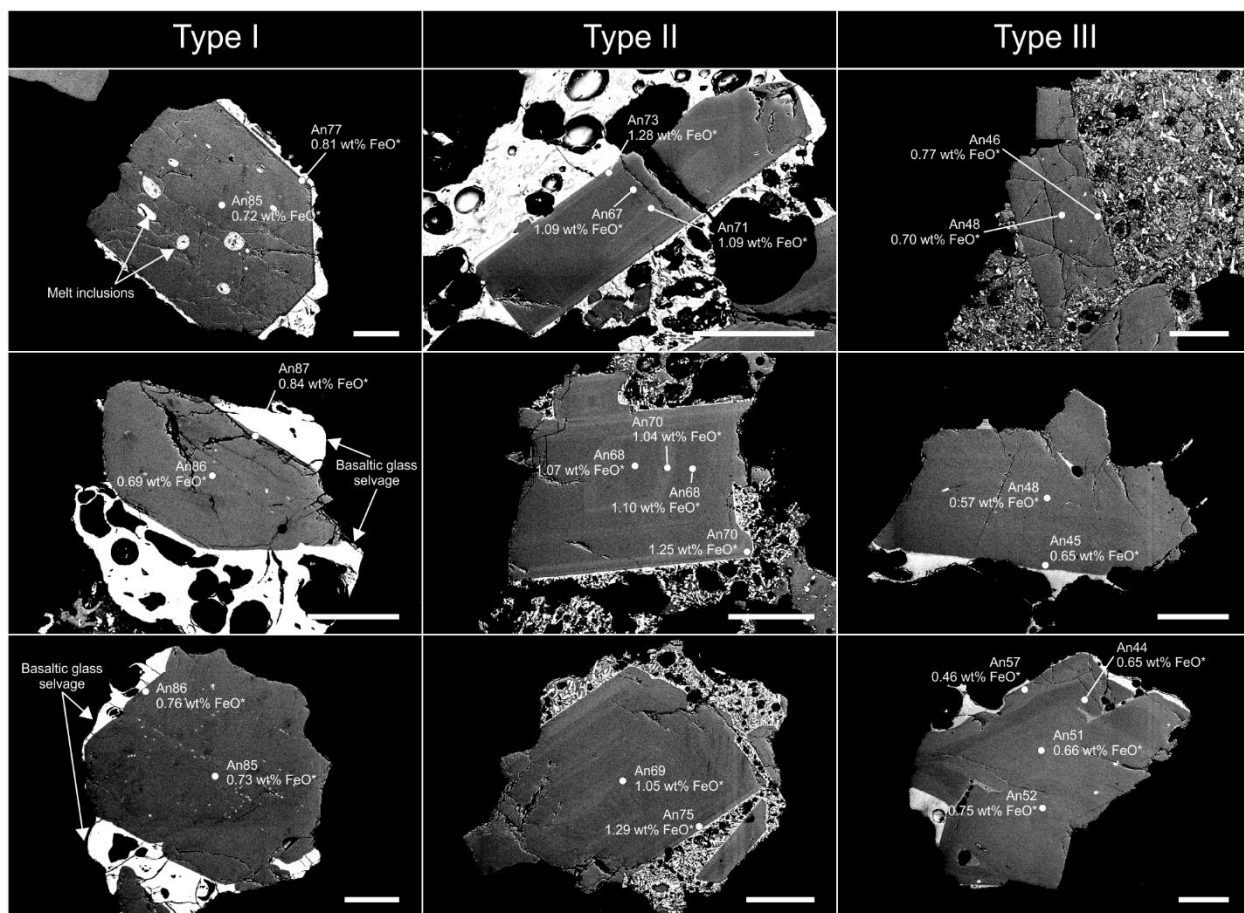 Type I
Type II
Type III
An77
0.81 wt% FeO*
An85
0.72 wt% FeO*
Melt inclusions
An73
1.28 wt% FeO*
An67
1.09 wt% FeO*
An71
1.09 wt% FeO*
An46
0.77 wt% FeO*
An48
0.70 wt% FeO*
An87
0.84 wt% FeO*
An86
0.69 wt% FeO*
Basaltic glass
selvage
An70
1.04 wt% FeO*
An68
1.07 wt% FeO*
An68
1.10 wt% FeO*
An70
1.25 wt% FeO*
An48
0.57 wt% FeO*
An45
0.65 wt% FeO*
Basaltic glass
selvage
An86
0.76 wt% FeO*
An85
0.73 wt% FeO*
An69
1.05 wt% FeO*
An75
1.29 wt% FeO*
An57
0.46 wt% FeO*
An44
0.65 wt% FeO*
An51
0.66 wt% FeO*
An52
0.75 wt% FeO*